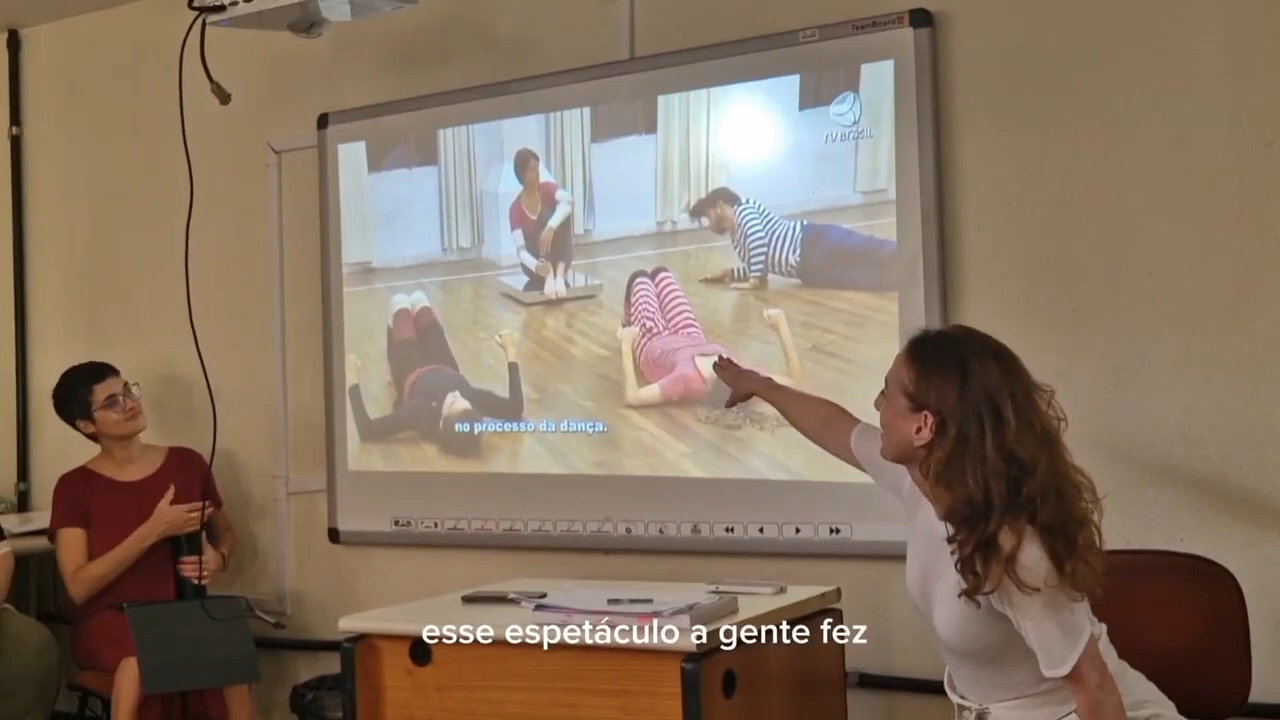 TeamBoard
TV BRASIL
no processo da dança.
esse espetáculo a gente fez